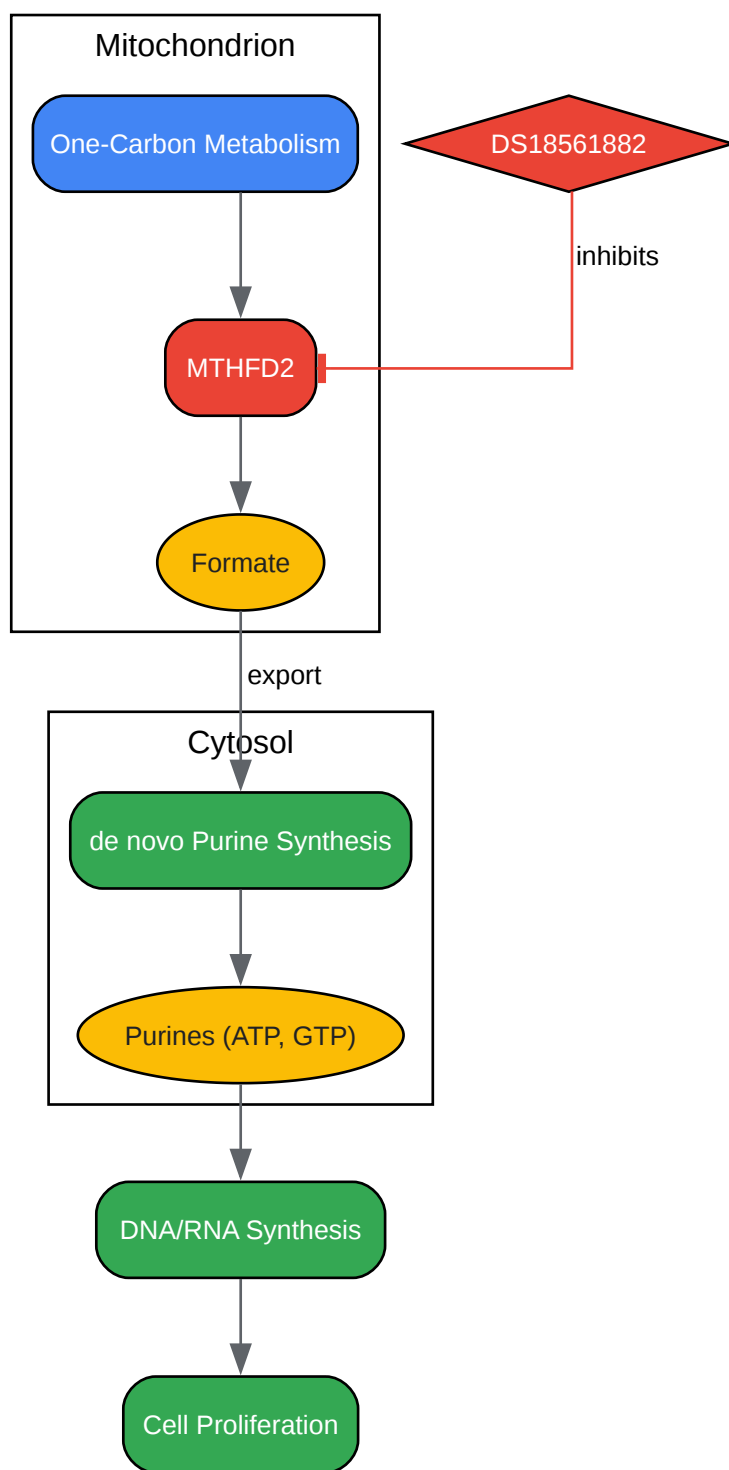 Mitochondrion
One-Carbon Metabolism
DS18561882
inhibits
MTHFD2
Formate
export
Cytosol
de novo Purine Synthesis
Purines (ATP, GTP)
DNA/RNA Synthesis
Cell Proliferation